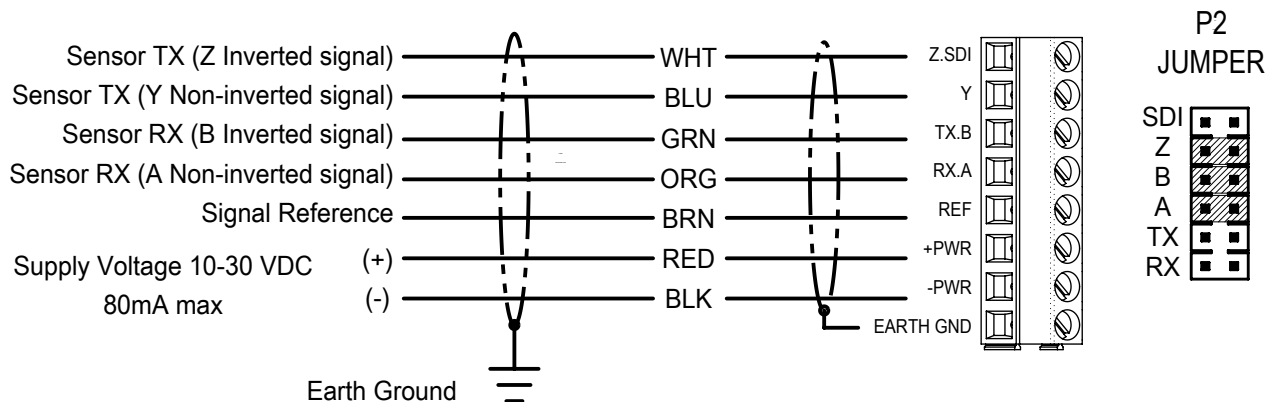 P2
JUMPER
Sensor TX (Z Inverted signal) WHT Z.SDI
Sensor TX (Y Non-inverted signal) BLU Y
Sensor RX (B Inverted signal) GRN TX.B
Sensor RX (A Non-inverted signal) ORG RX.A
Signal Reference BRN REF
Supply Voltage 10-30 VDC (+) RED +PWR
80mA max (-) BLK -PWR
EARTH GND
Earth Ground
SDI
Z
B
A
TX
RX